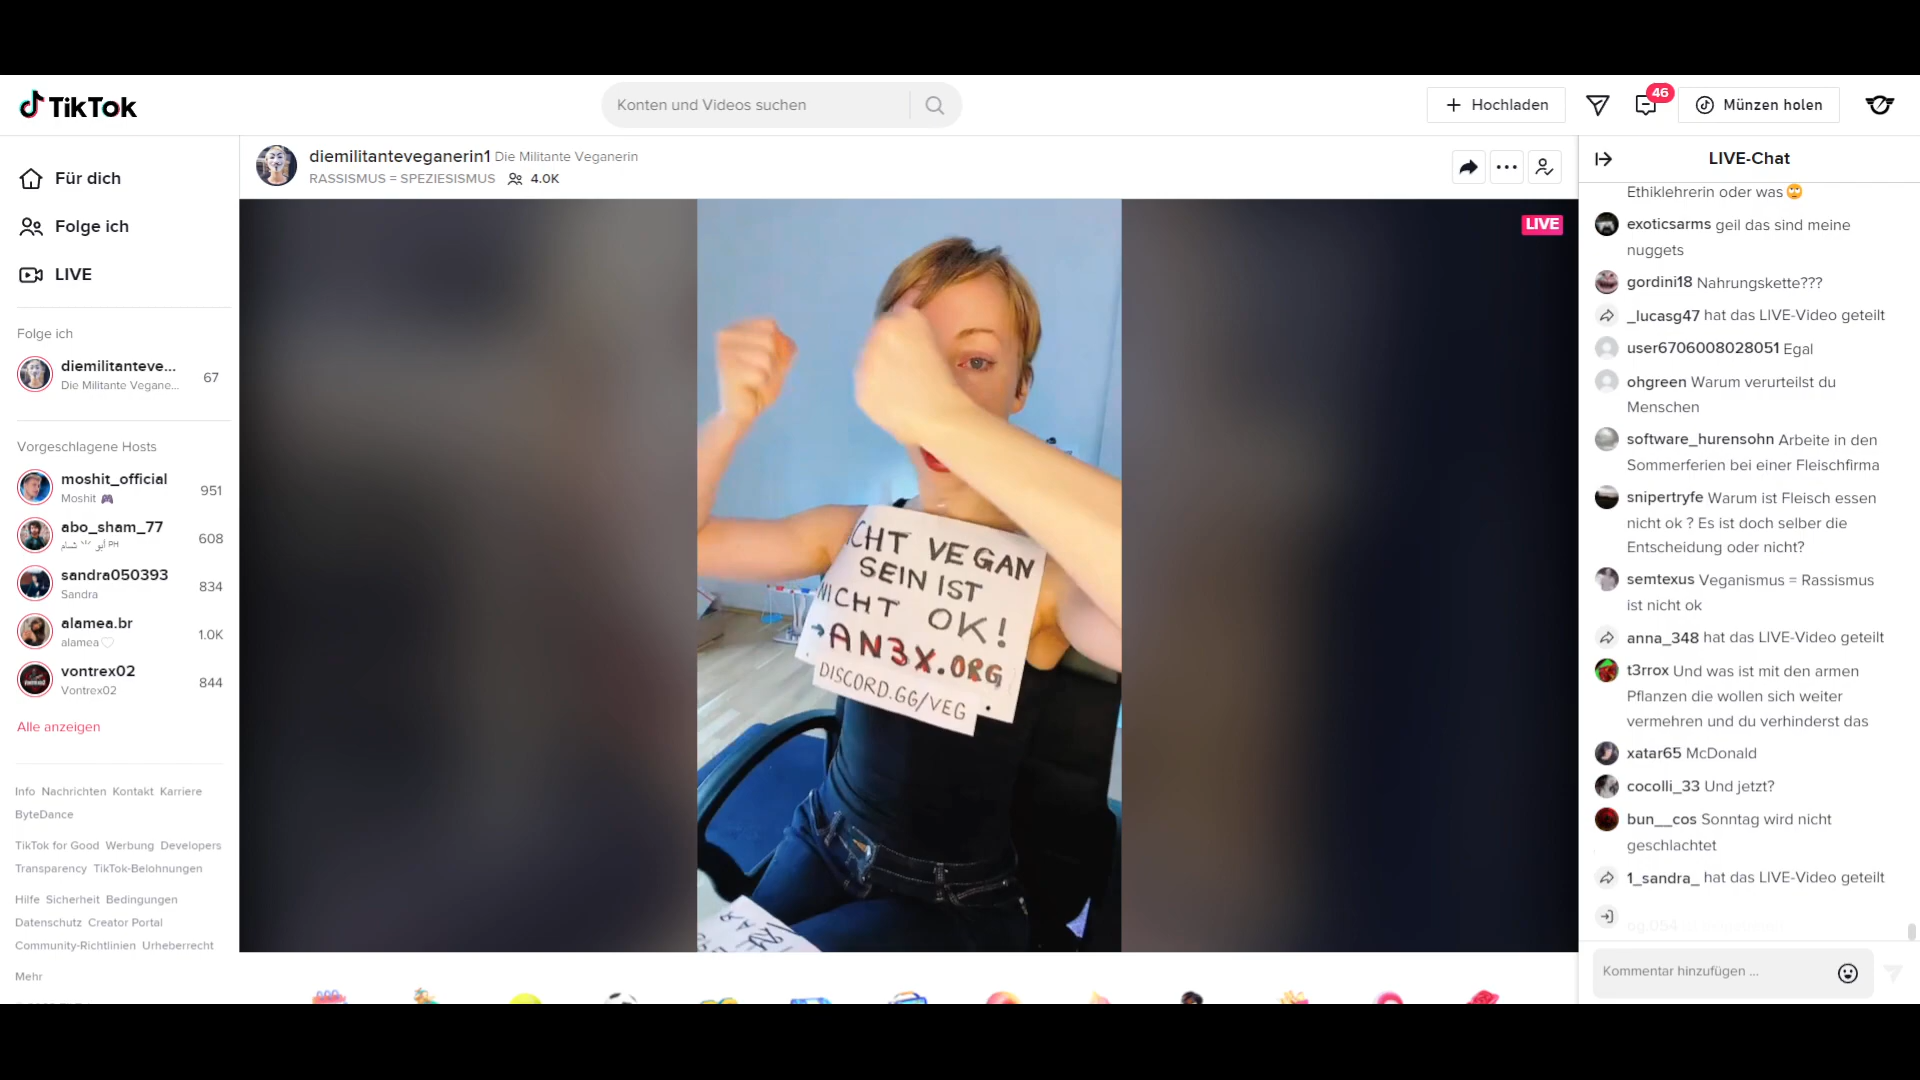 TikTok
Konten und Videos suchen
Hochladen
46
Münzen holen
Für dich
Folge ich
LIVE
Folge ich
diemilitanteve...
Die Militante Vegane...
67
Vorgeschlagene Hosts
moshit_official
Moshit 🎮
951
abo_sham_77
608
sandra050393
Sandra
834
alamea.br
alamea🤍
1.0K
vontrex02
Vontrex02
844
Alle anzeigen
Info Nachrichten Kontakt Karriere
ByteDance
TikTok for Good Werbung Developers
Transparency TikTok-Belohnungen
Hilfe Sicherheit Bedingungen
Datenschutz Creator Portal
Community-Richtlinien Urheberrecht
Mehr
diemilitanteveganerin1 Die Militante Veganerin
RASSISMUS = SPEZIESISMUS 4.0K
LIVE
CHT VEGAN
SEIN IST
NICHT OK!
→AN3X.ORG
DISCORD.GG/VEG
LIVE-Chat
Ethiklehrerin oder was🙄
exoticsarms geil das sind meine
nuggets
gordini18 Nahrungskette???
_lucasg47 hat das LIVE-Video geteilt
user6706008028051 Egal
ohgreen Warum verurteilst du
Menschen
software_hurensohn Arbeite in den
Sommerferien bei einer Fleischfirma
snipertryfe Warum ist Fleisch essen
nicht ok ? Es ist doch selber die
Entscheidung oder nicht?
semtexus Veganismus = Rassismus
ist nicht ok
anna_348 hat das LIVE-Video geteilt
t3rrox Und was ist mit den armen
Pflanzen die wollen sich weiter
vermehren und du verhinderst das
xatar65 McDonald
cocolli_33 Und jetzt?
bun__cos Sonntag wird nicht
geschlachtet
1_sandra_ hat das LIVE-Video geteilt
og.054
Kommentar hinzufügen ...